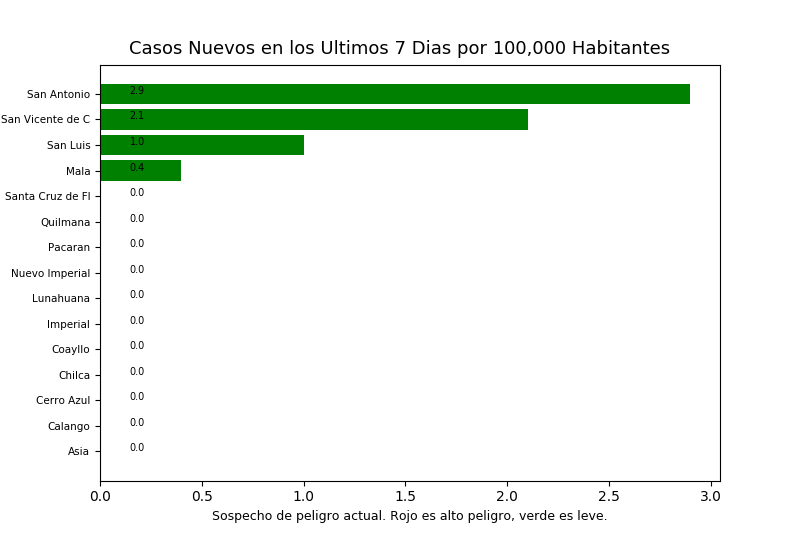 Casos Nuevos en los Ultimos 7 Dias por 100,000 Habitantes
San Antonio 2.9
San Vicente de C 2.1
San Luis 1.0
Mala 0.4
Santa Cruz de Fl 0.0
Quilmana 0.0
Pacaran 0.0
Nuevo Imperial 0.0
Lunahuana 0.0
Imperial 0.0
Coayllo 0.0
Chilca 0.0
Cerro Azul 0.0
Calango 0.0
Asia 0.0
0.0 0.5 1.0 1.5 2.0 2.5 3.0
Sospecho de peligro actual. Rojo es alto peligro, verde es leve.